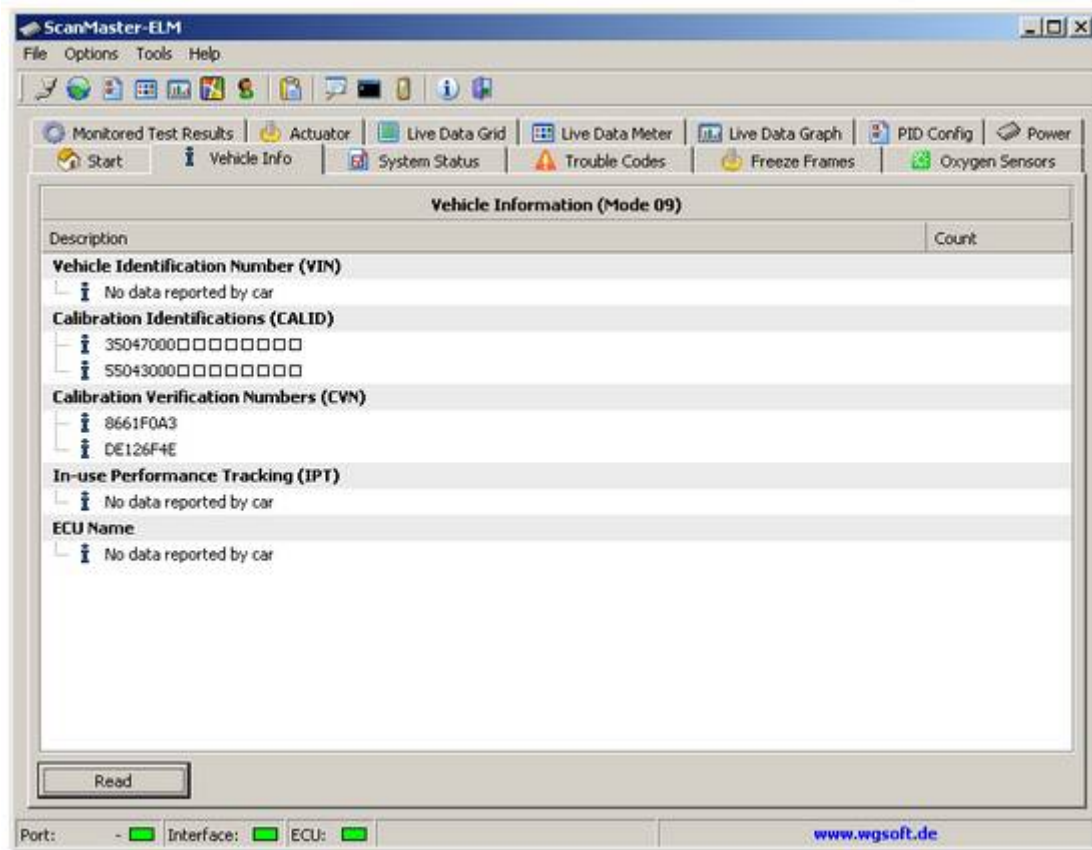 ScanMaster-ELM
File Options Tools Help
Monitored Test Results Actuator Live Data Grid Live Data Meter Live Data Graph PID Config Power
Start Vehicle Info System Status Trouble Codes Freeze Frames Oxygen Sensors
Vehicle Information (Mode 09)
Description Count
Vehicle Identification Number (VIN)
No data reported by car
Calibration Identifications (CALID)
35047000□□□□□□□□
55043000□□□□□□□□
Calibration Verification Numbers (CVN)
8661F0A3
DE126F4E
In-use Performance Tracking (IPT)
No data reported by car
ECU Name
No data reported by car
Read
Port: - Interface: ECU: www.wgsoft.de